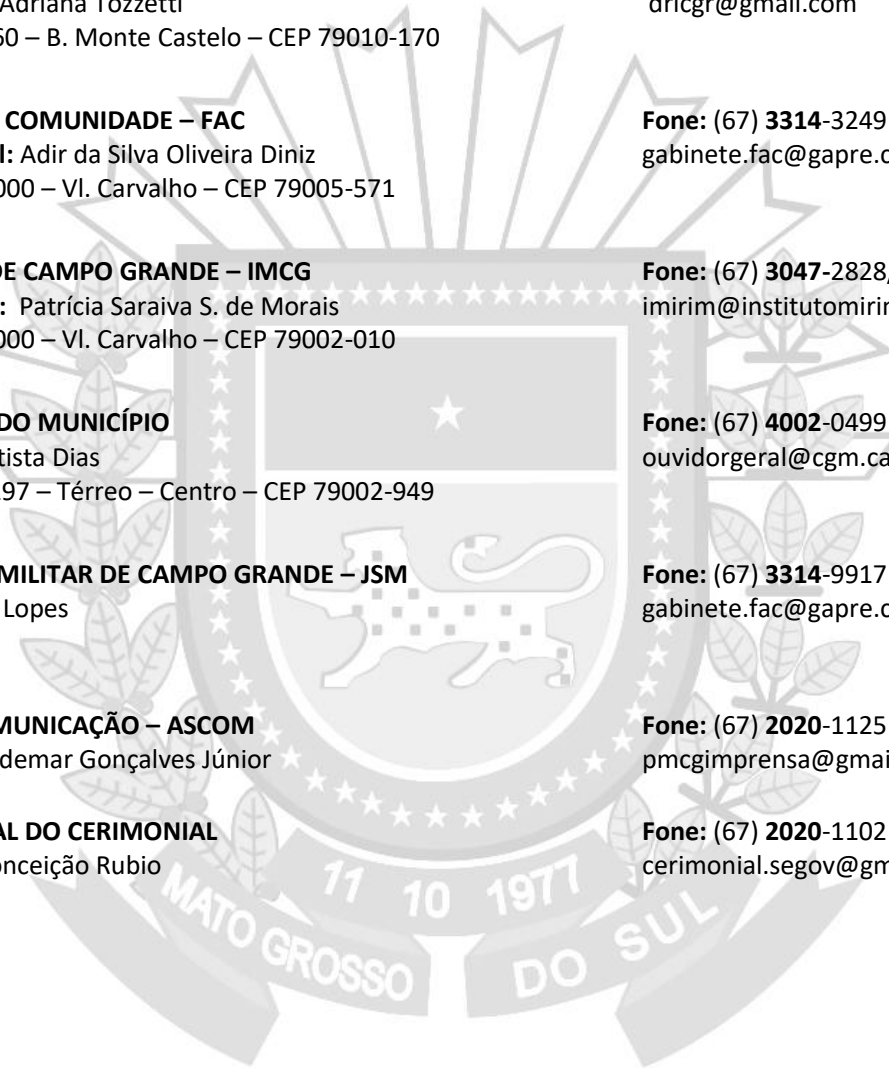 Adriana Tozzetti dricgr@gmail.com
60 – B. Monte Castelo – CEP 79010-170
COMUNIDADE – FAC Fone: (67) 3314-3249
l: Adir da Silva Oliveira Diniz gabinete.fac@gapre.c
000 – Vl. Carvalho – CEP 79005-571
DE CAMPO GRANDE – IMCG Fone: (67) 3047-2828,
: Patrícia Saraiva S. de Morais imirim@institutomirir
000 – Vl. Carvalho – CEP 79002-010
DO MUNICÍPIO Fone: (67) 4002-0499
tista Dias ouvidorgeral@cgm.ca
297 – Térreo – Centro – CEP 79002-949
MILITAR DE CAMPO GRANDE – JSM Fone: (67) 3314-9917
Lopes gabinete.fac@gapre.c
MUNICAÇÃO – ASCOM Fone: (67) 2020-1125
demar Gonçalves Júnior pmcgimprensa@gmai
AL DO CERIMONIAL Fone: (67) 2020-1102
onceição Rubio cerimonial.segov@gm
11 10 1977
MATO GROSSO DO SUL